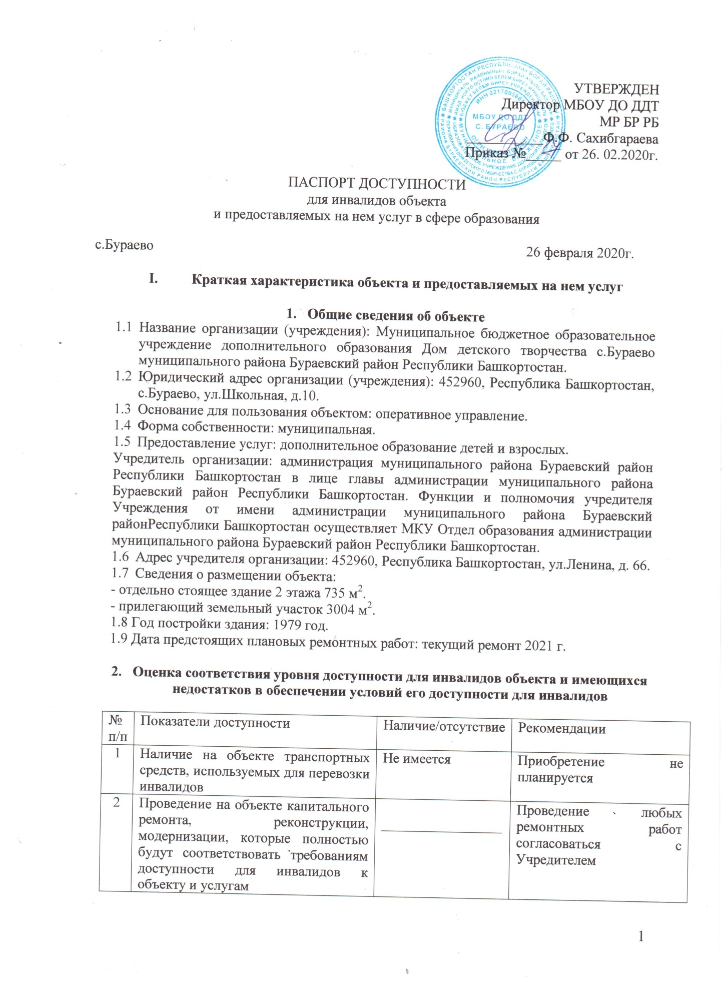 УТВЕРЖДЕН
Директор МБОУ ДО ДДТ
МР БР РБ
Ф.Ф. Сахибгараева
Приказ № от 26. 02.2020г.
МБОУ ДО ДДТ
С. БУРАЕВО
ПАСПОРТ ДОСТУПНОСТИ
для инвалидов объекта
и предоставляемых на нем услуг в сфере образования
с.Бураево 26 февраля 2020г.
I. Краткая характеристика объекта и предоставляемых на нем услуг
1. Общие сведения об объекте
1.1 Название организации (учреждения): Муниципальное бюджетное образовательное
учреждение дополнительного образования Дом детского творчества с.Бураево
муниципального района Бураевский район Республики Башкортостан.
1.2 Юридический адрес организации (учреждения): 452960, Республика Башкортостан,
с.Бураево, ул.Школьная, д.10.
1.3 Основание для пользования объектом: оперативное управление.
1.4 Форма собственности: муниципальная.
1.5 Предоставление услуг: дополнительное образование детей и взрослых.
Учредитель организации: администрация муниципального района Бураевский район
Республики Башкортостан в лице главы администрации муниципального района
Бураевский район Республики Башкортостан. Функции и полномочия учредителя
Учреждения от имени администрации муниципального района Бураевский
районРеспублики Башкортостан осуществляет МКУ Отдел образования администрации
муниципального района Бураевский район Республики Башкортостан.
1.6 Адрес учредителя организации: 452960, Республика Башкортостан, ул.Ленина, д. 66.
1.7 Сведения о размещении объекта:
- отдельно стоящее здание 2 этажа 735 м².
- прилегающий земельный участок 3004 м².
1.8 Год постройки здания: 1979 год.
1.9 Дата предстоящих плановых ремонтных работ: текущий ремонт 2021 г.
2. Оценка соответствия уровня доступности для инвалидов объекта и имеющихся
недостатков в обеспечении условий его доступности для инвалидов
№
п/п
Показатели доступности
Наличие/отсутствие
Рекомендации
1
Наличие на объекте транспортных
средств, используемых для перевозки
инвалидов
Не имеется
Приобретение не
планируется
2
Проведение на объекте капитального
ремонта, реконструкции,
модернизации, которые полностью
будут соответствовать требованиям
доступности для инвалидов к
объекту и услугам
Проведение любых
ремонтных работ
согласоваться с
Учредителем
1